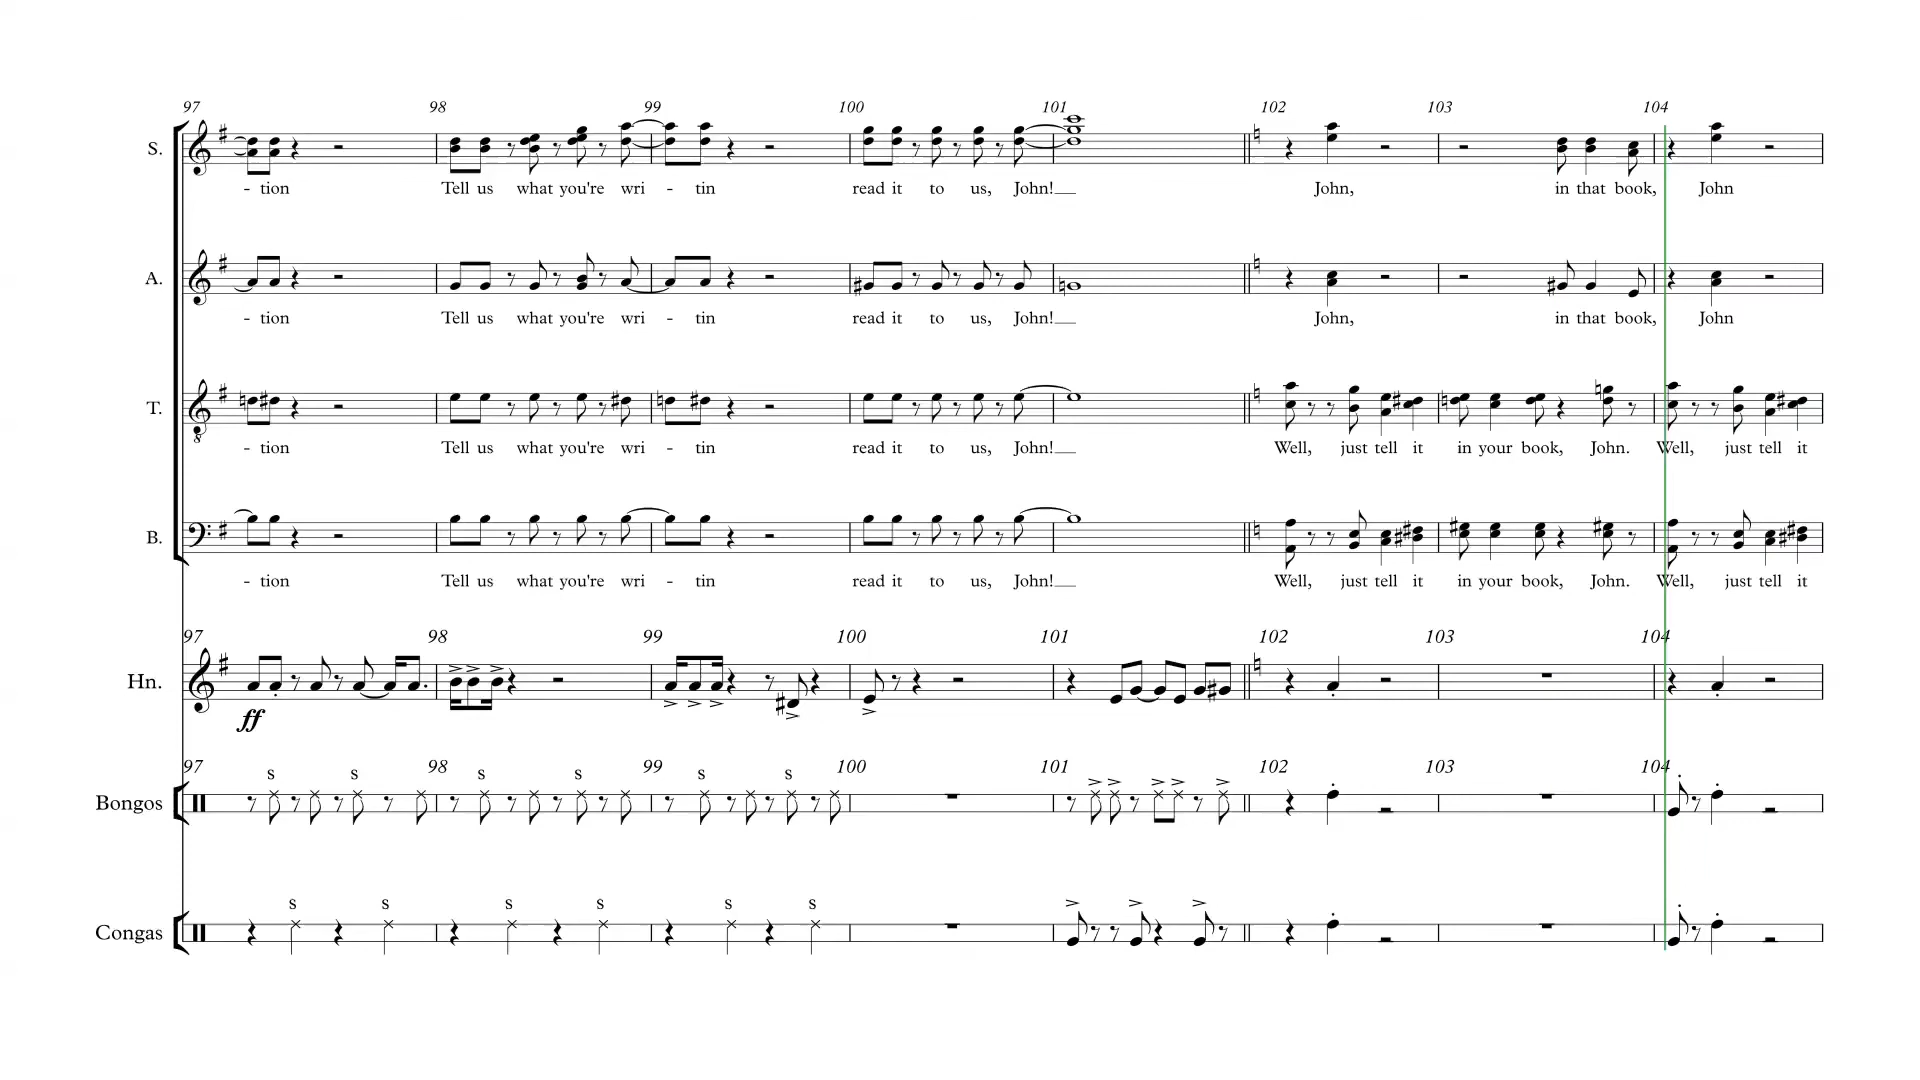 97 98 99 100 101 102 103 104
S.
- tion Tell us what you're wri - tin read it to us, John! John, in that book, John
A.
- tion Tell us what you're wri - tin read it to us, John! John, in that book, John
T.
8
- tion Tell us what you're wri - tin read it to us, John! Well, just tell it in your book, John. Well, just tell it
B.
- tion Tell us what you're wri - tin read it to us, John! Well, just tell it in your book, John. Well, just tell it
97 98 99 100 101 102 103 104
Hn.
ff
97 s s 98 s s 99 s s 100 101 102 103 104
Bongos
s s s s s s
Congas